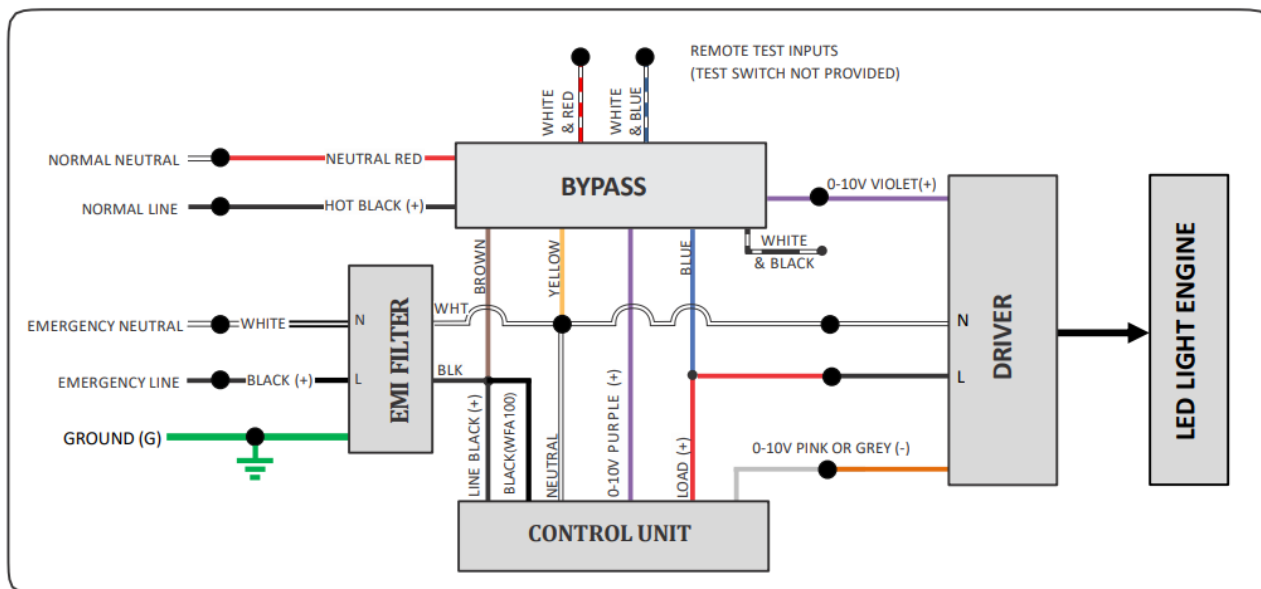 REMOTE TEST INPUTS
(TEST SWITCH NOT PROVIDED)
WHITE
& RED
WHITE
& BLUE
NORMAL NEUTRAL
NEUTRAL RED
NORMAL LINE
HOT BLACK (+)
BYPASS
0-10V VIOLET(+)
WHITE
& BLACK
BROWN
YELLOW
BLUE
EMERGENCY NEUTRAL
WHITE
N
WHT
EMI FILTER
EMERGENCY LINE
BLACK (+)
L
BLK
GROUND (G)
LINE BLACK (+)
BLACK(WFA100)
NEUTRAL
0-10V PURPLE (+)
LOAD (+)
0-10V PINK OR GREY (-)
CONTROL UNIT
N
L
DRIVER
LED LIGHT ENGINE